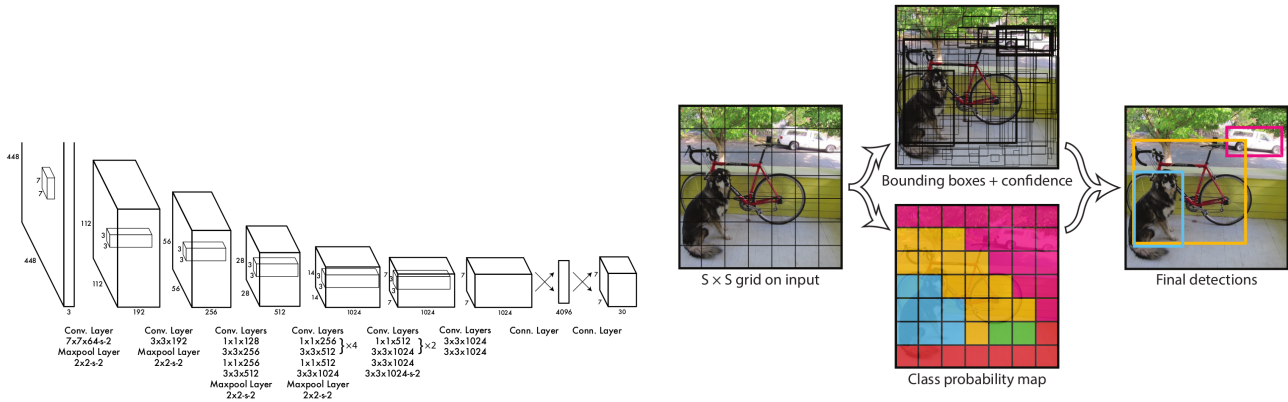 448
7
7
448
3
112
3
3
112
192
56
3
3
56
256
28
3
3
28
512
14
3
3
14
1024
7
3
3
7
1024
7
7
1024
4096
7
7
30
Conv. Layer
7x7x64-s-2
Maxpool Layer
2x2-s-2
Conv. Layer
3x3x192
Maxpool Layer
2x2-s-2
Conv. Layers
1x1x128
3x3x256
1x1x256
3x3x512
Maxpool Layer
2x2-s-2
Conv. Layers
1x1x256
3x3x512
×4
1x1x512
3x3x1024
Maxpool Layer
2x2-s-2
Conv. Layers
1x1x512
3x3x1024
×2
3x3x1024
3x3x1024-s-2
Conv. Layers
3x3x1024
3x3x1024
Conn. Layer
Conn. Layer
S × S grid on input
Bounding boxes + confidence
Class probability map
Final detections